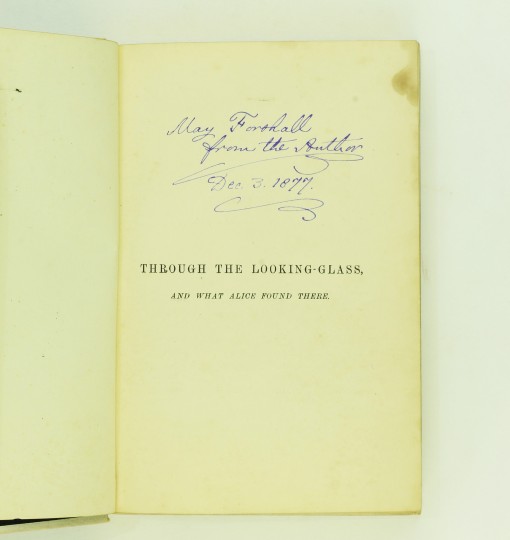 May Forshall
from the Author.
Dec. 3. 1877.
THROUGH THE LOOKING-GLASS,
AND WHAT ALICE FOUND THERE.